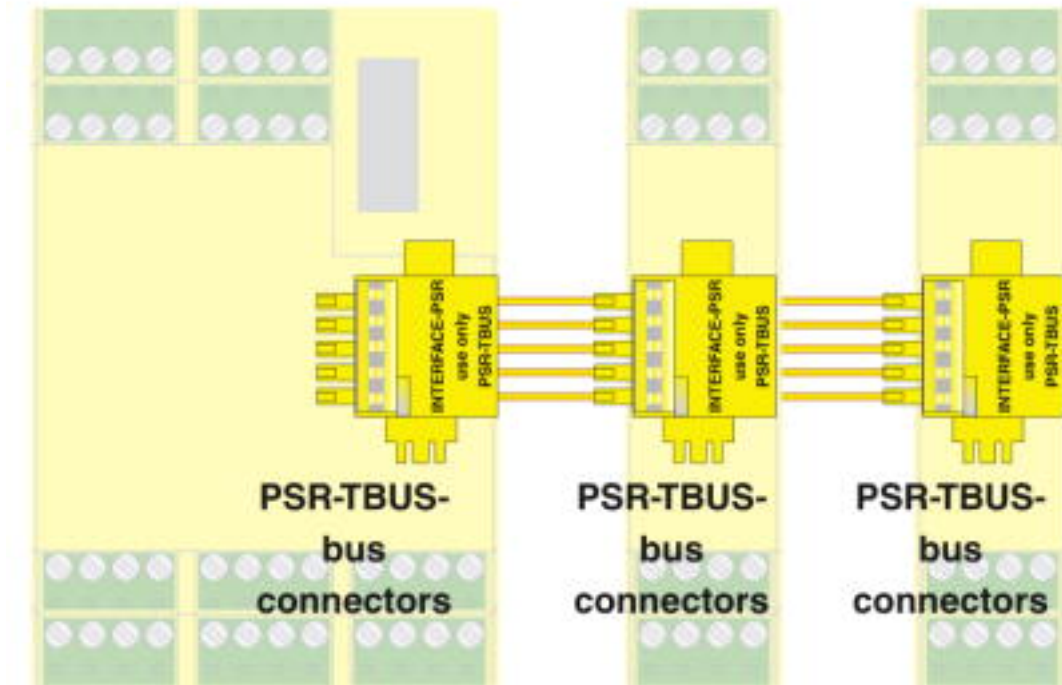 INTERFACE-PSR
use only
PSR-TBUS
INTERFACE-PSR
use only
PSR-TBUS
INTERFACE-PSR
use only
PSR-TBUS
PSR-TBUS-
bus
connectors
PSR-TBUS-
bus
connectors
PSR-TBUS-
bus
connectors